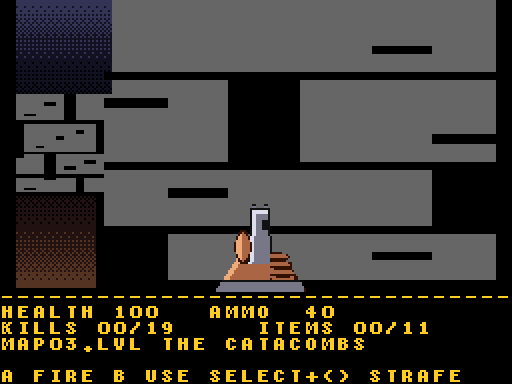 HEALTH 100 AMMO 40
KILLS 00/19 ITEMS 00/11
MAP03.LVL THE CATACOMBS
A FIRE B USE SELECT+<> STRAFE